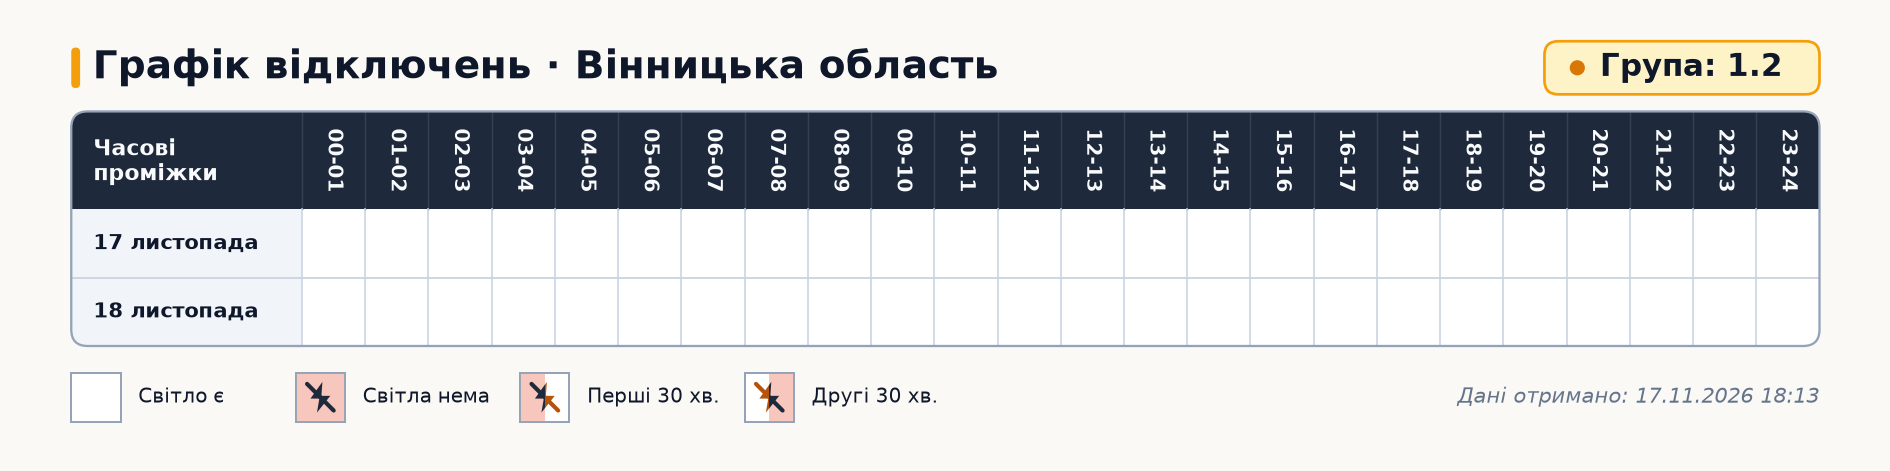 Графік відключень · Вінницька область
Група: 1.2
Часові
проміжки
00-01 01-02 02-03 03-04 04-05 05-06 06-07 07-08 08-09 09-10 10-11 11-12 12-13 13-14 14-15 15-16 16-17 17-18 18-19 19-20 20-21 21-22 22-23 23-24
17 листопада
18 листопада
Світло є
Світла нема
Перші 30 хв.
Другі 30 хв.
Дані отримано: 17.11.2026 18:13